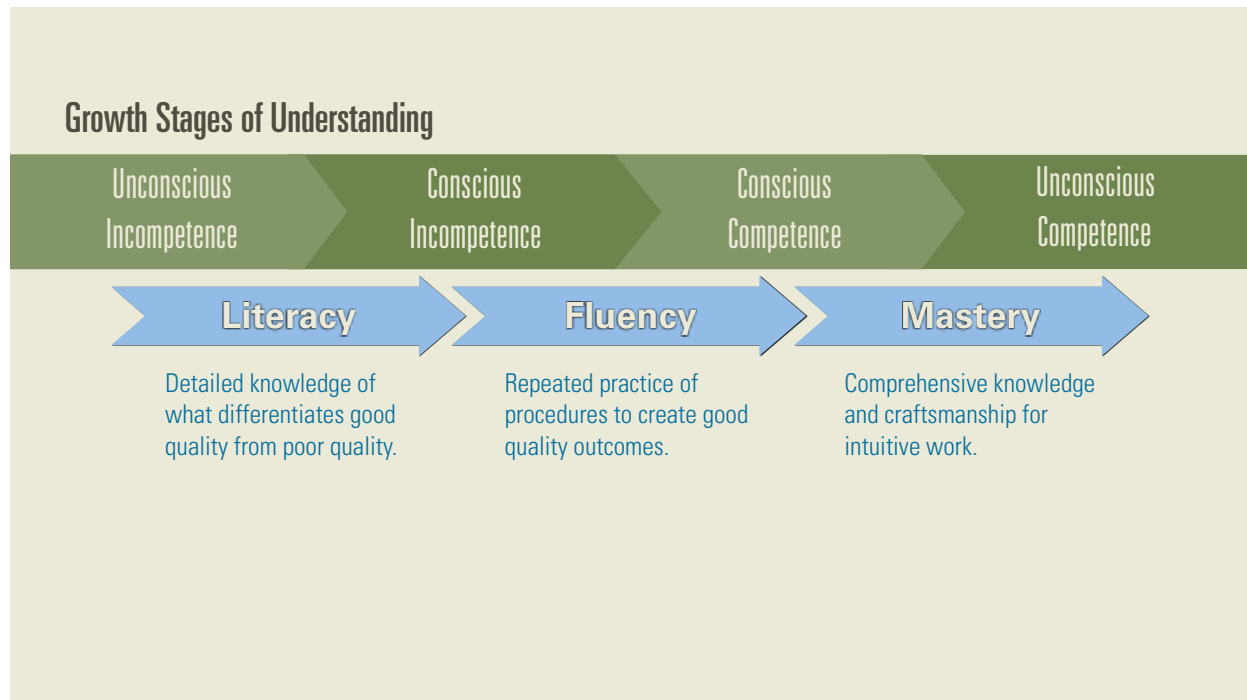 Growth Stages of Understanding
Unconscious
Incompetence
Conscious
Incompetence
Conscious
Competence
Unconscious
Competence
Literacy
Fluency
Mastery
Detailed knowledge of
what differentiates good
quality from poor quality.
Repeated practice of
procedures to create good
quality outcomes.
Comprehensive knowledge
and craftsmanship for
intuitive work.